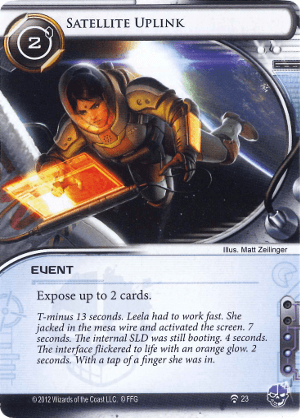 Satellite Uplink
2
Illus. Matt Zeilinger
EVENT
Expose up to 2 cards.
T-minus 13 seconds. Leela had to work fast. She
jacked in the mesa wire and activated the screen. 7
seconds. The internal SLD was still booting. 4 seconds.
The interface flickered to life with an orange glow. 2
seconds. With a tap of a finger she was in.
©2012 Wizards of the Coast LLC. © FFG
23